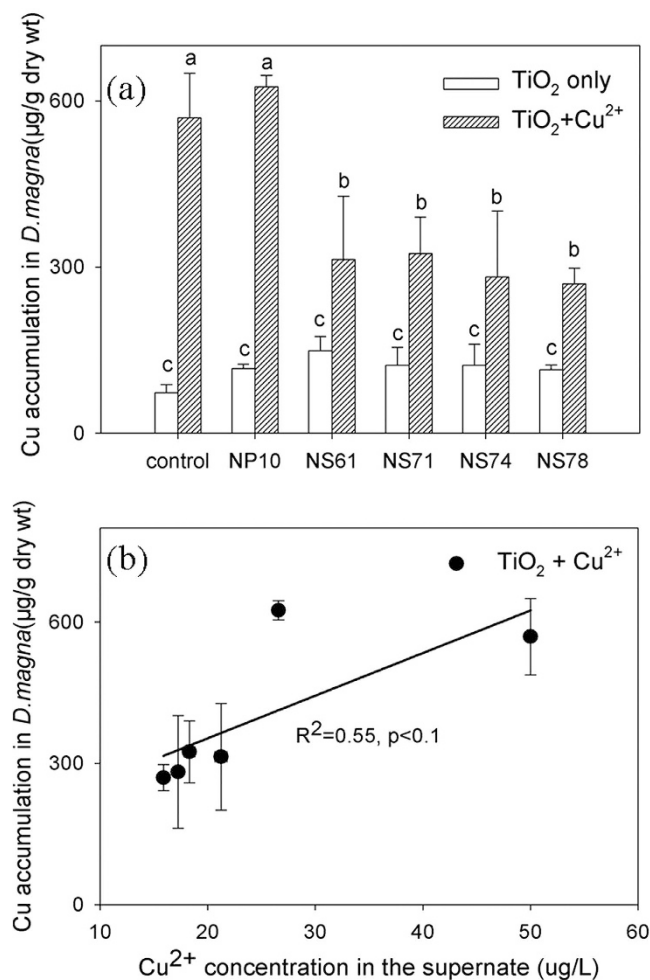 (a)
TiO2 only
TiO2+Cu2+
Cu accumulation in D.magna(µg/g dry wt)
600
300
0
a
a
b
b
b
b
c
c
c
c
c
c
control NP10 NS61 NS71 NS74 NS78
(b)
TiO2 + Cu2+
Cu accumulation in D.magna(µg/g dry wt)
600
300
0
R2=0.55, p<0.1
10 20 30 40 50 60
Cu2+ concentration in the supernate (ug/L)